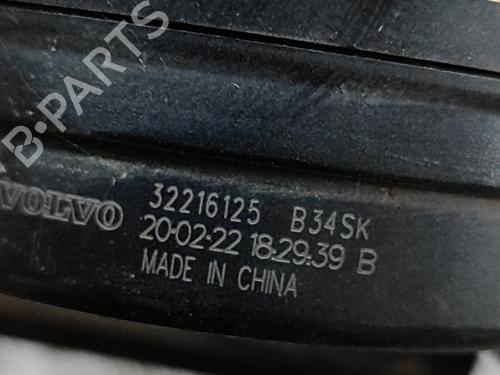 B·PARTS
VOLVO
32216125 B34SK
20·02·22 18:29:39 B
MADE IN CHINA